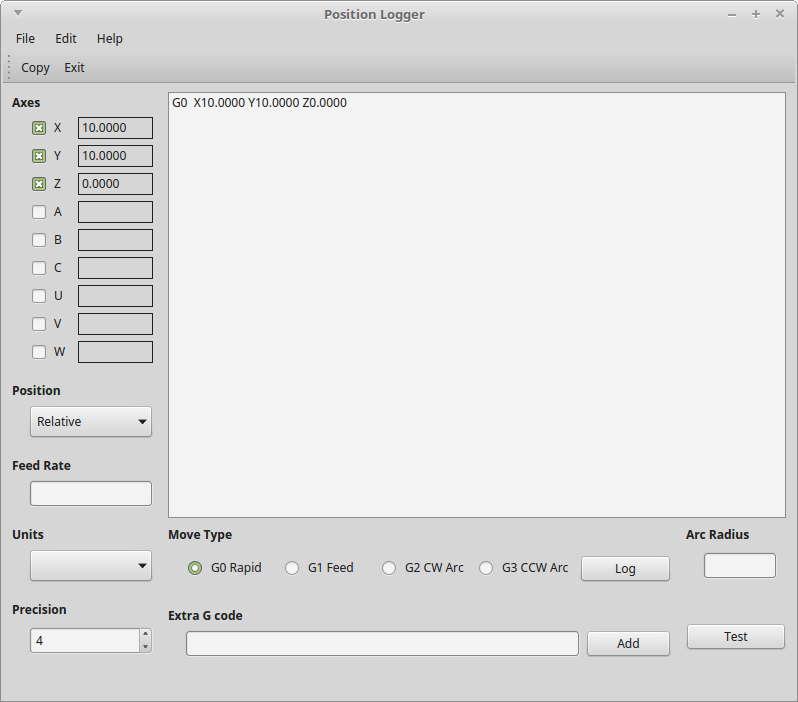 Position Logger
File Edit Help
Copy Exit
Axes
X 10.0000
Y 10.0000
Z 0.0000
A
B
C
U
V
W
G0  X10.0000 Y10.0000 Z0.0000
Position
Relative
Feed Rate
Units
Precision
4
Move Type
G0 Rapid G1 Feed G2 CW Arc G3 CCW Arc Log
Arc Radius
Extra G code
Add
Test